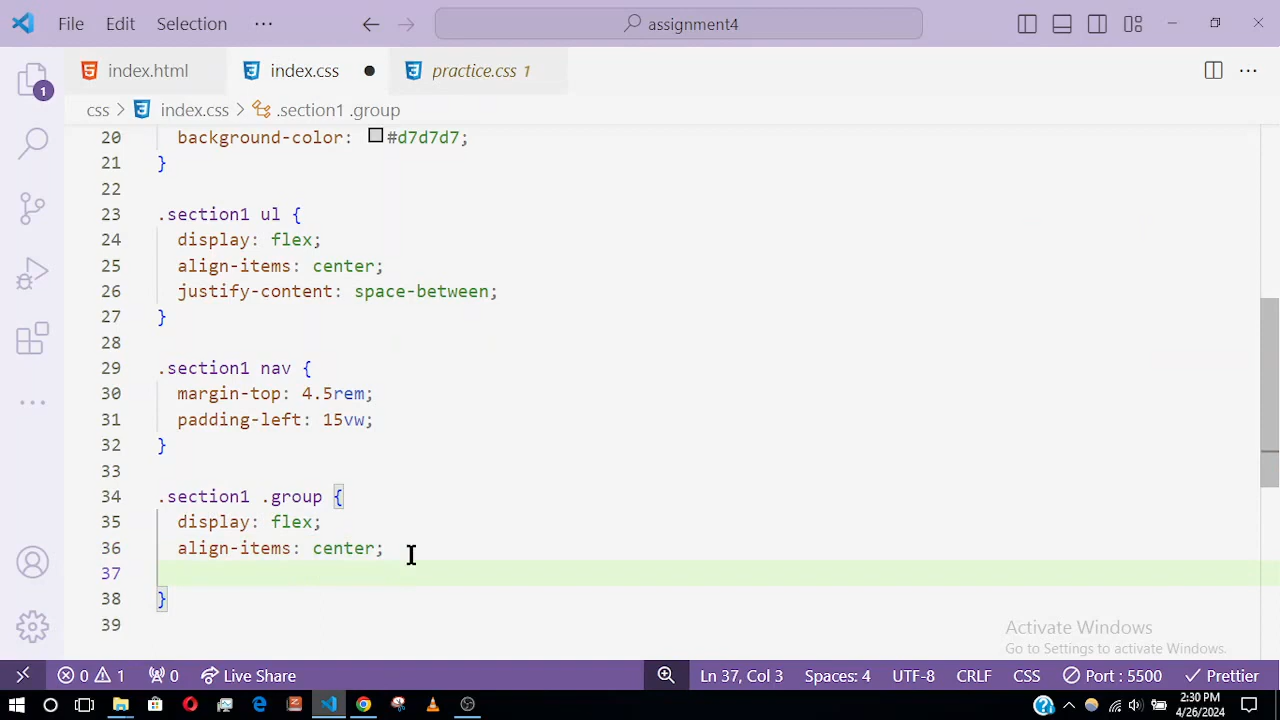 File Edit Selection ··· assignment4
index.html index.css practice.css 1
css > index.css > .section1 .group
20 background-color: #d7d7d7;
21 }
22
23 .section1 ul {
24 display: flex;
25 align-items: center;
26 justify-content: space-between;
27 }
28
29 .section1 nav {
30 margin-top: 4.5rem;
31 padding-left: 15vw;
32 }
33
34 .section1 .group {
35 display: flex;
36 align-items: center;
37
38 }
39
1
Activate Windows
Go to Settings to activate Windows.
0 1 0 Live Share Ln 37, Col 3 Spaces: 4 UTF-8 CRLF CSS Port : 5500 Prettier
2:30 PM
4/26/2024